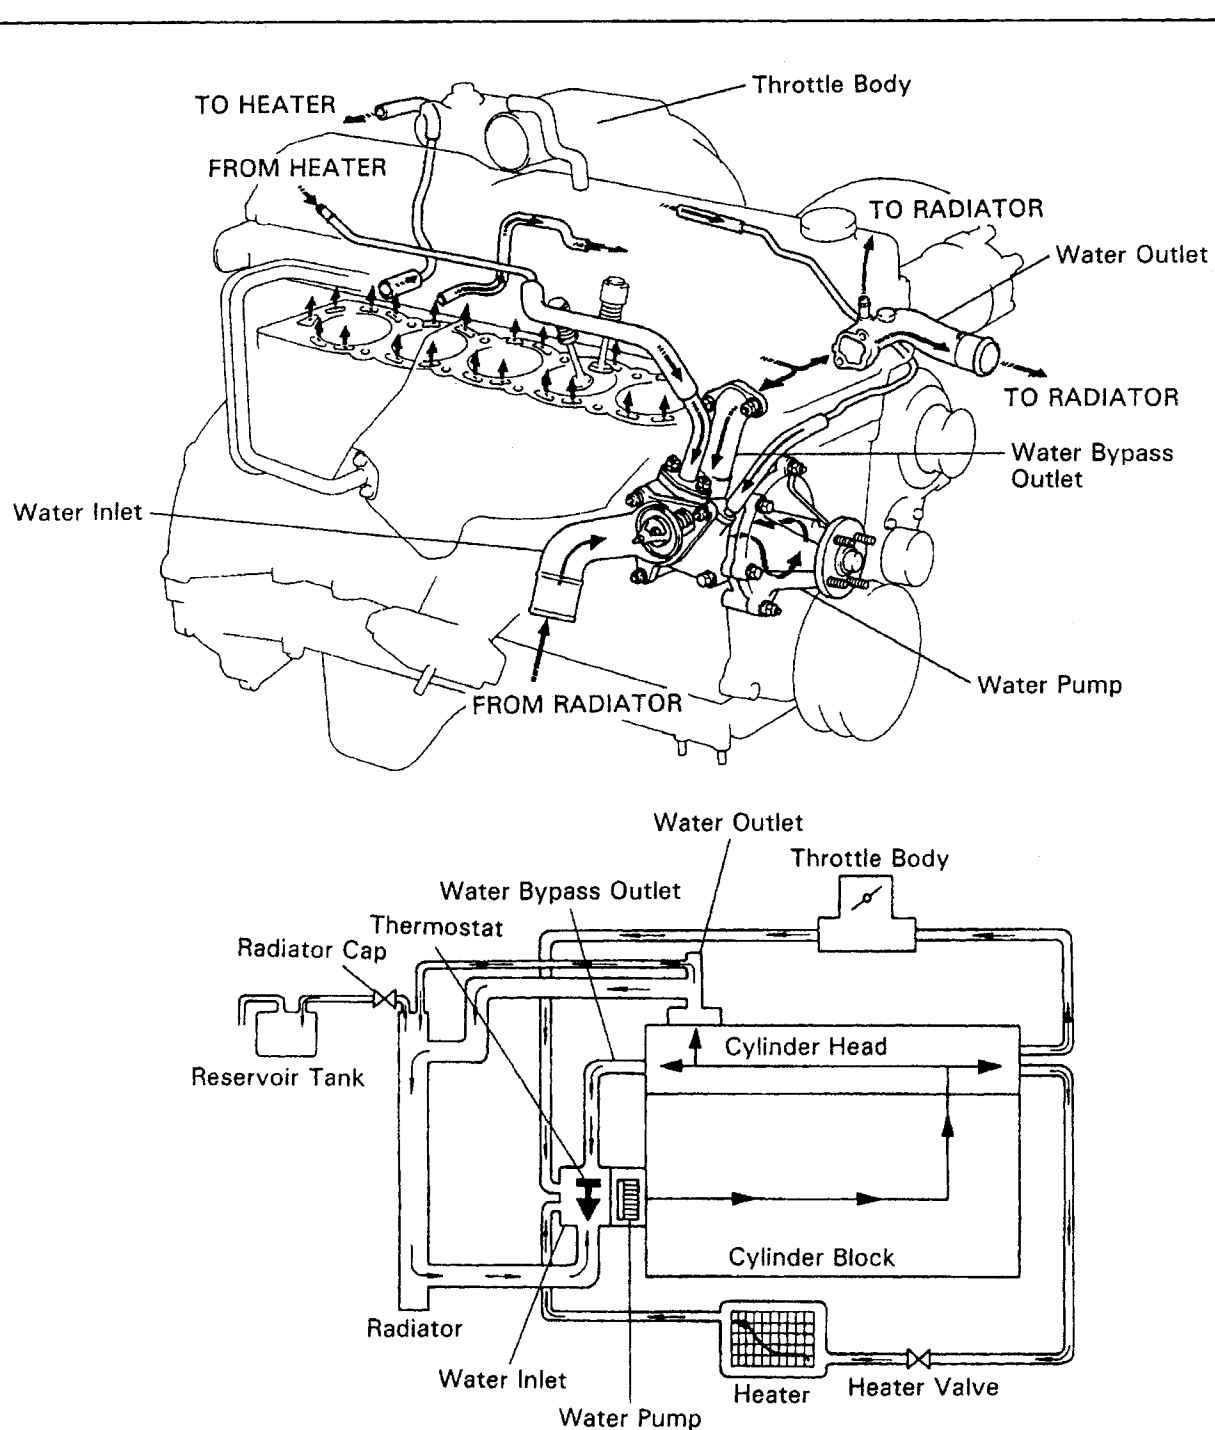 Throttle Body
TO HEATER
FROM HEATER
TO RADIATOR
Water Outlet
TO RADIATOR
Water Bypass
Outlet
Water Inlet
Water Pump
FROM RADIATOR
Water Outlet
Throttle Body
Water Bypass Outlet
Thermostat
Radiator Cap
Cylinder Head
Reservoir Tank
Cylinder Block
Radiator
Water Inlet
Heater
Heater Valve
Water Pump